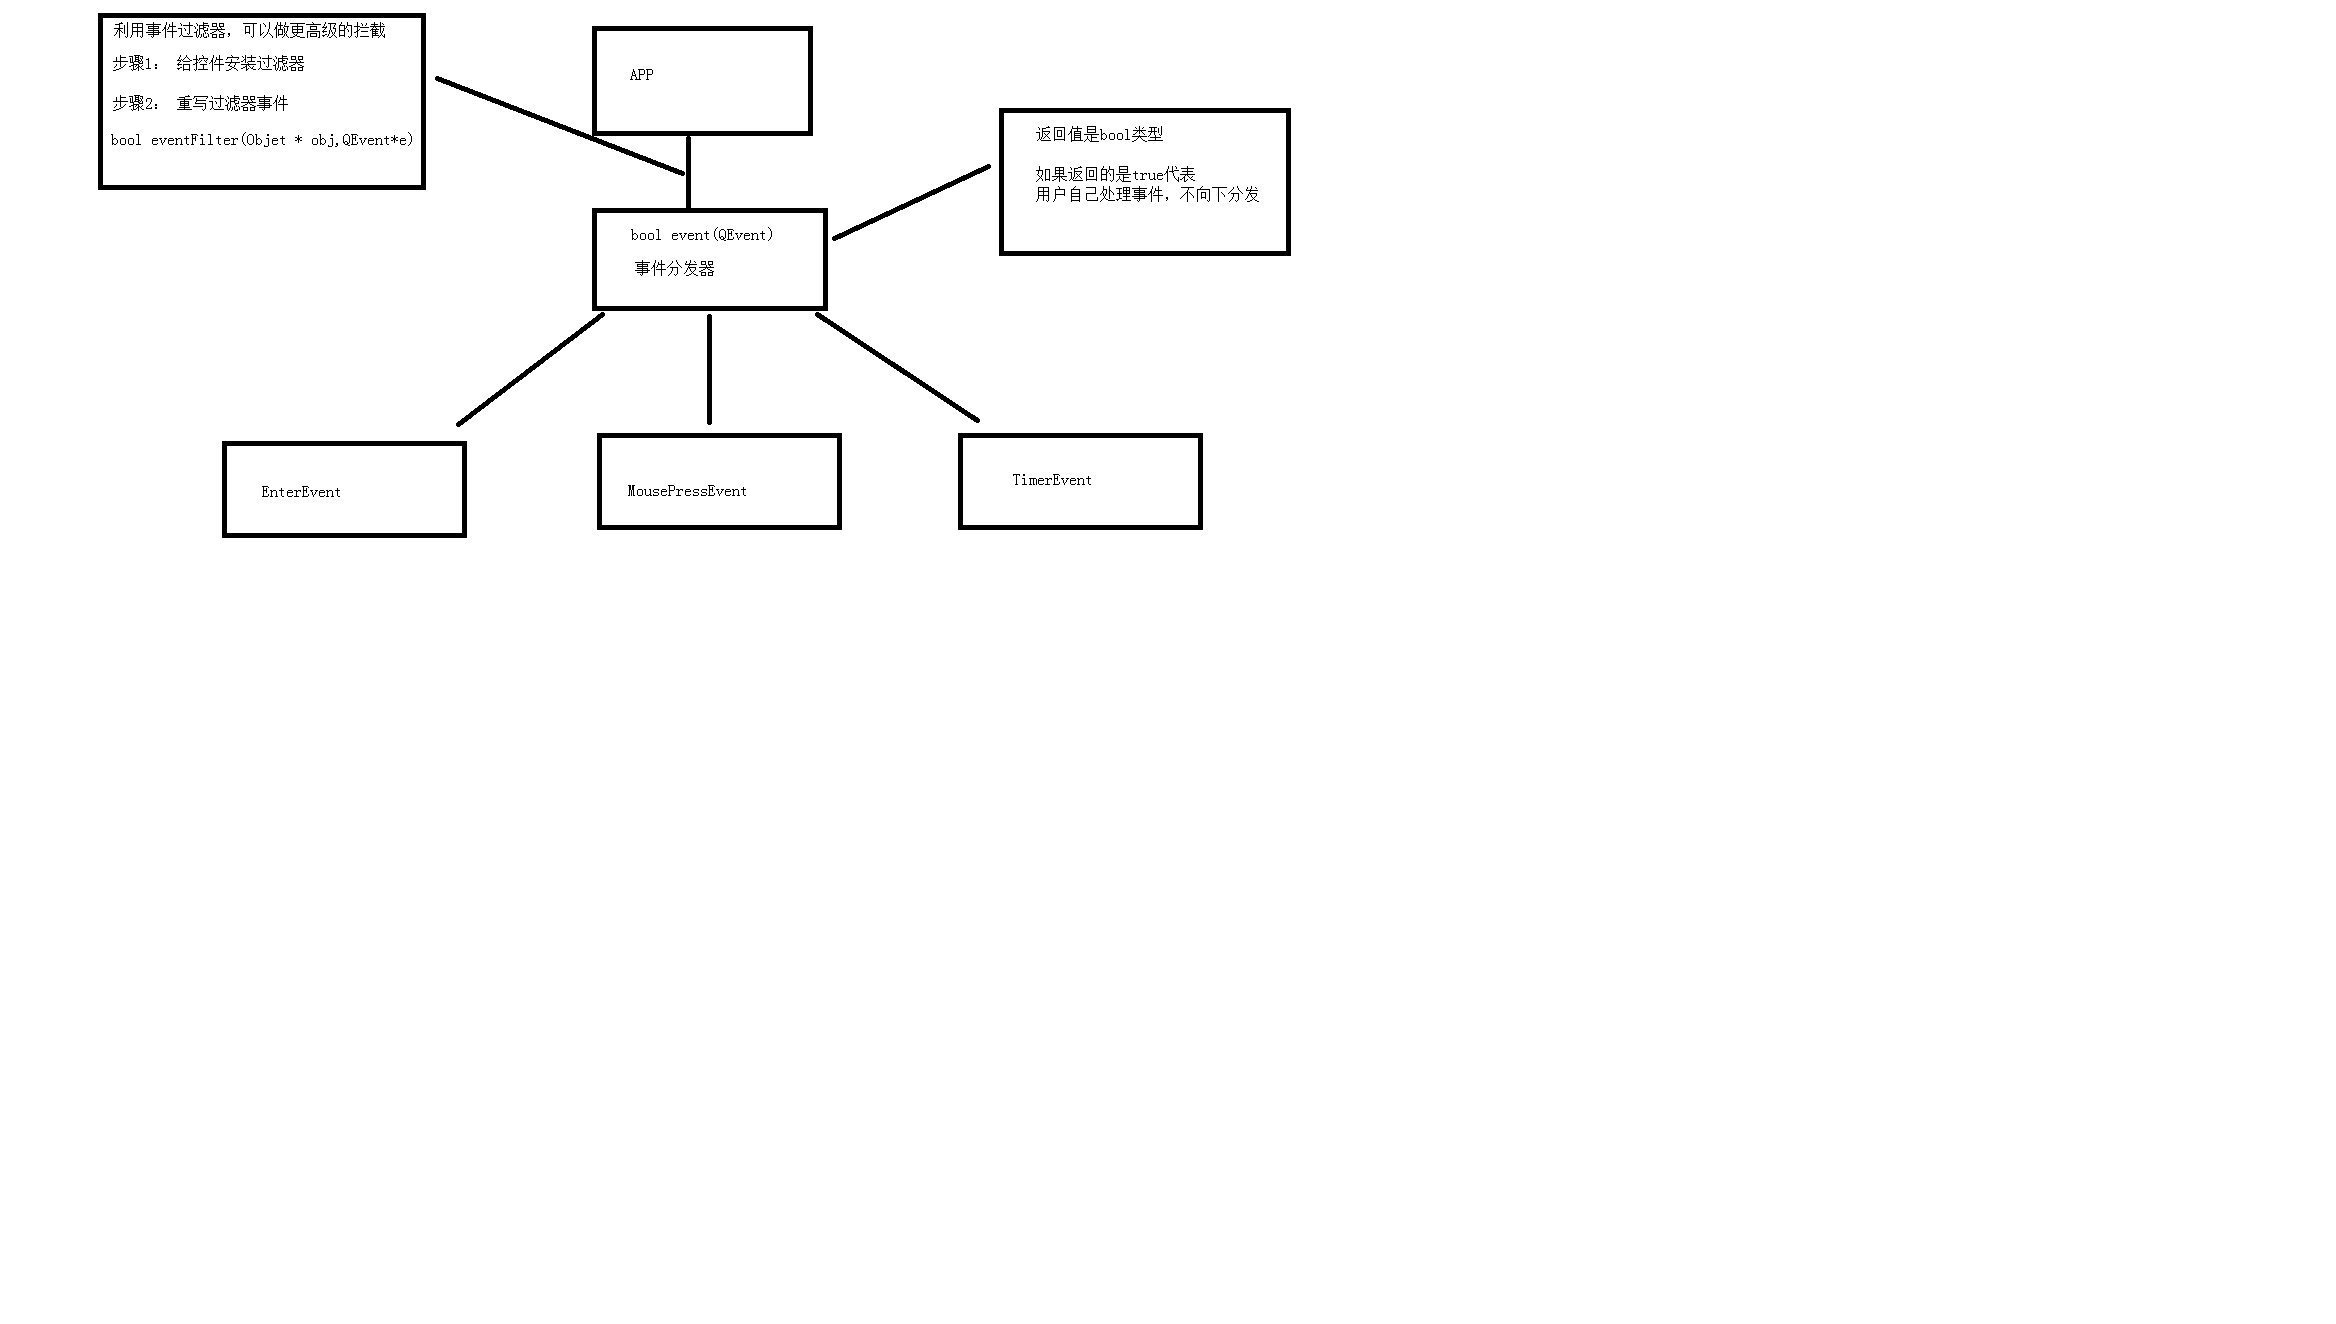 利用事件过滤器，可以做更高级的拦截
步骤1： 给控件安装过滤器
步骤2： 重写过滤器事件
bool eventFilter(Objet * obj,QEvent*e)
APP
返回值是bool类型
如果返回的是true代表
用户自己处理事件，不向下分发
bool event(QEvent)
事件分发器
EnterEvent
MousePressEvent
TimerEvent